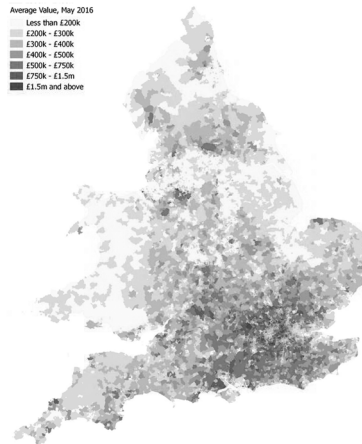 Average Value, May 2016
Less than £200k
£200k - £300k
£300k - £400k
£400k - £500k
£500k - £750k
£750k - £1.5m
£1.5m and above